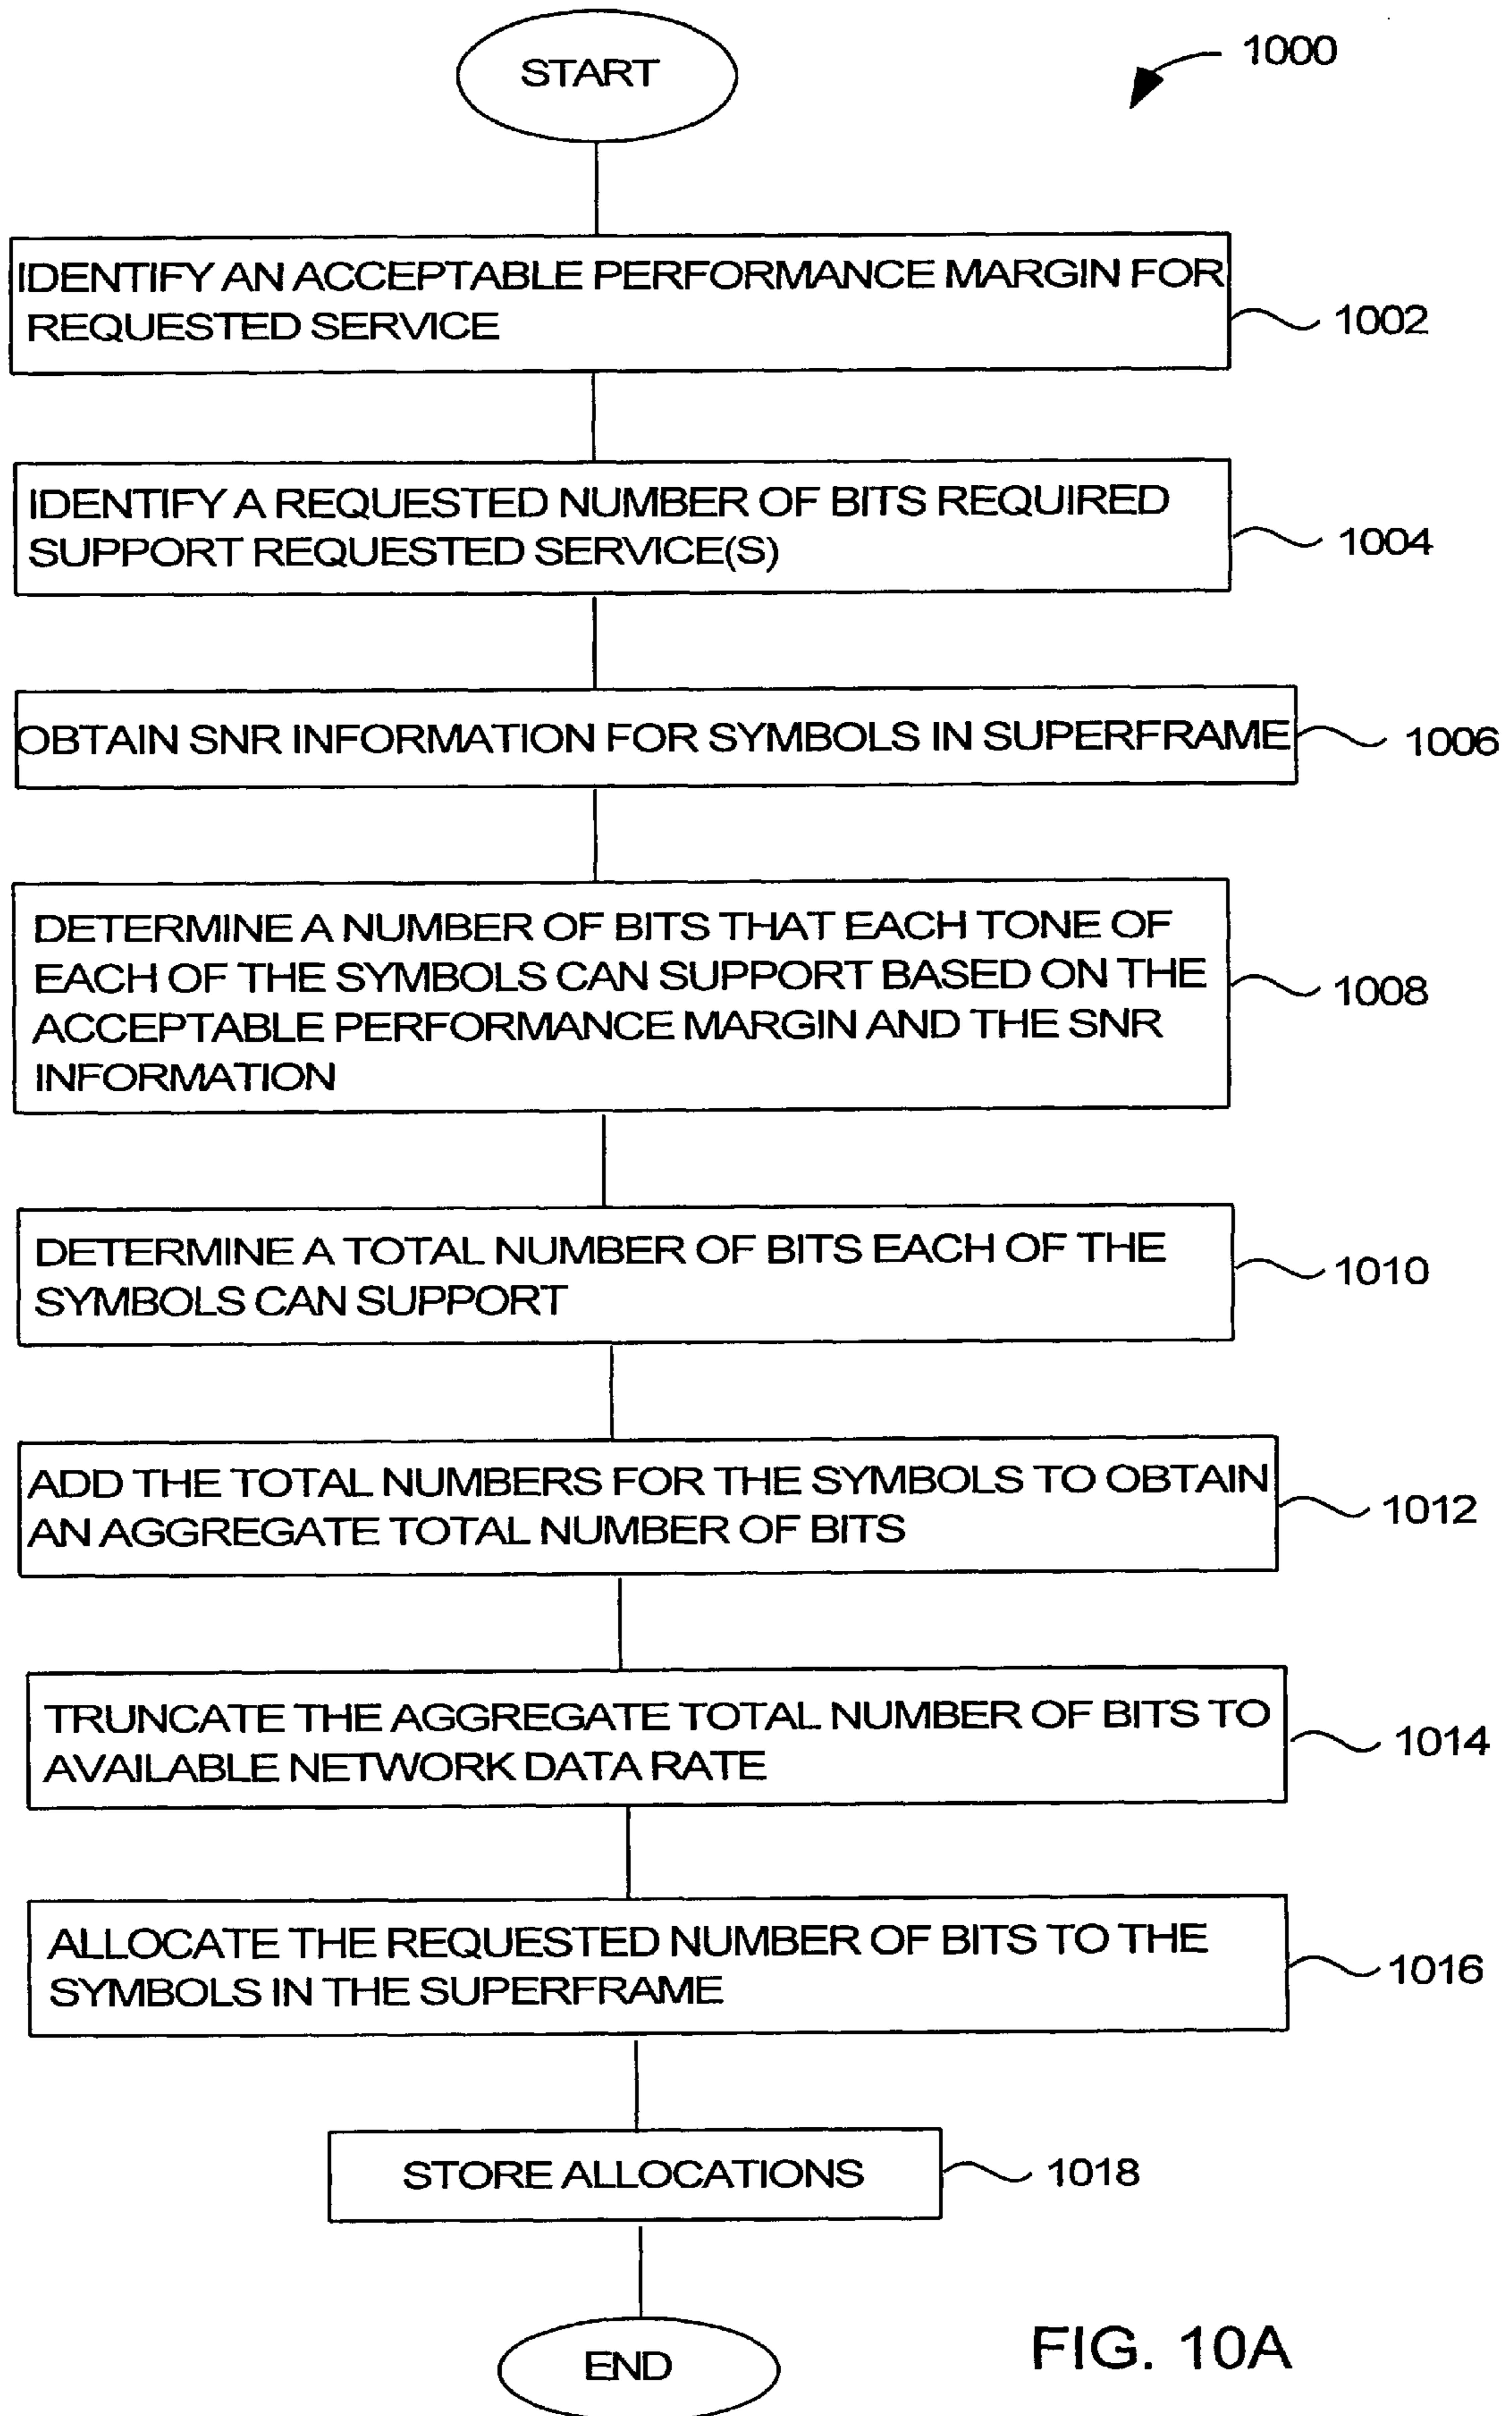 START
1000
IDENTIFY AN ACCEPTABLE PERFORMANCE MARGIN FOR
REQUESTED SERVICE
1002
IDENTIFY A REQUESTED NUMBER OF BITS REQUIRED
SUPPORT REQUESTED SERVICE(S)
1004
OBTAIN SNR INFORMATION FOR SYMBOLS IN SUPERFRAME
1006
DETERMINE A NUMBER OF BITS THAT EACH TONE OF
EACH OF THE SYMBOLS CAN SUPPORT BASED ON THE
ACCEPTABLE PERFORMANCE MARGIN AND THE SNR
INFORMATION
1008
DETERMINE A TOTAL NUMBER OF BITS EACH OF THE
SYMBOLS CAN SUPPORT
1010
ADD THE TOTAL NUMBERS FOR THE SYMBOLS TO OBTAIN
AN AGGREGATE TOTAL NUMBER OF BITS
1012
TRUNCATE THE AGGREGATE TOTAL NUMBER OF BITS TO
AVAILABLE NETWORK DATA RATE
1014
ALLOCATE THE REQUESTED NUMBER OF BITS TO THE
SYMBOLS IN THE SUPERFRAME
1016
STORE ALLOCATIONS
1018
END
FIG. 10A